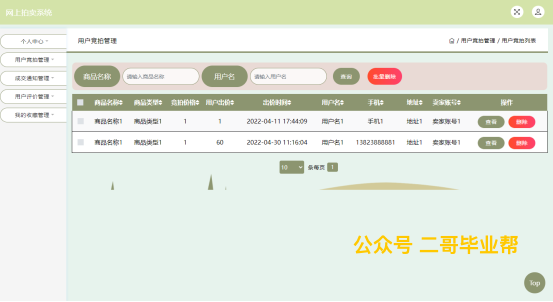 网上拍卖系统
个人中心
用户竞拍管理
成交通知管理
用户评价管理
我的收藏管理
用户竞拍管理
/ 用户竞拍管理 / 用户竞拍列表
商品名称 请输入商品名称 用户名 请输入用户名 查询 批量删除
商品名称 商品类型 竞拍价格 用户出价 出价时间 用户名 手机 地址 卖家账号 操作
商品名称1 商品类型1 1 1 2022-04-11 17:44:09 用户名1 手机1 地址1 卖家账号1 查看 删除
商品名称1 商品类型1 1 60 2022-04-30 11:16:04 用户名1 13823888881 地址1 卖家账号1 查看 删除
10 条每页 1
公众号 二哥毕业帮
Top